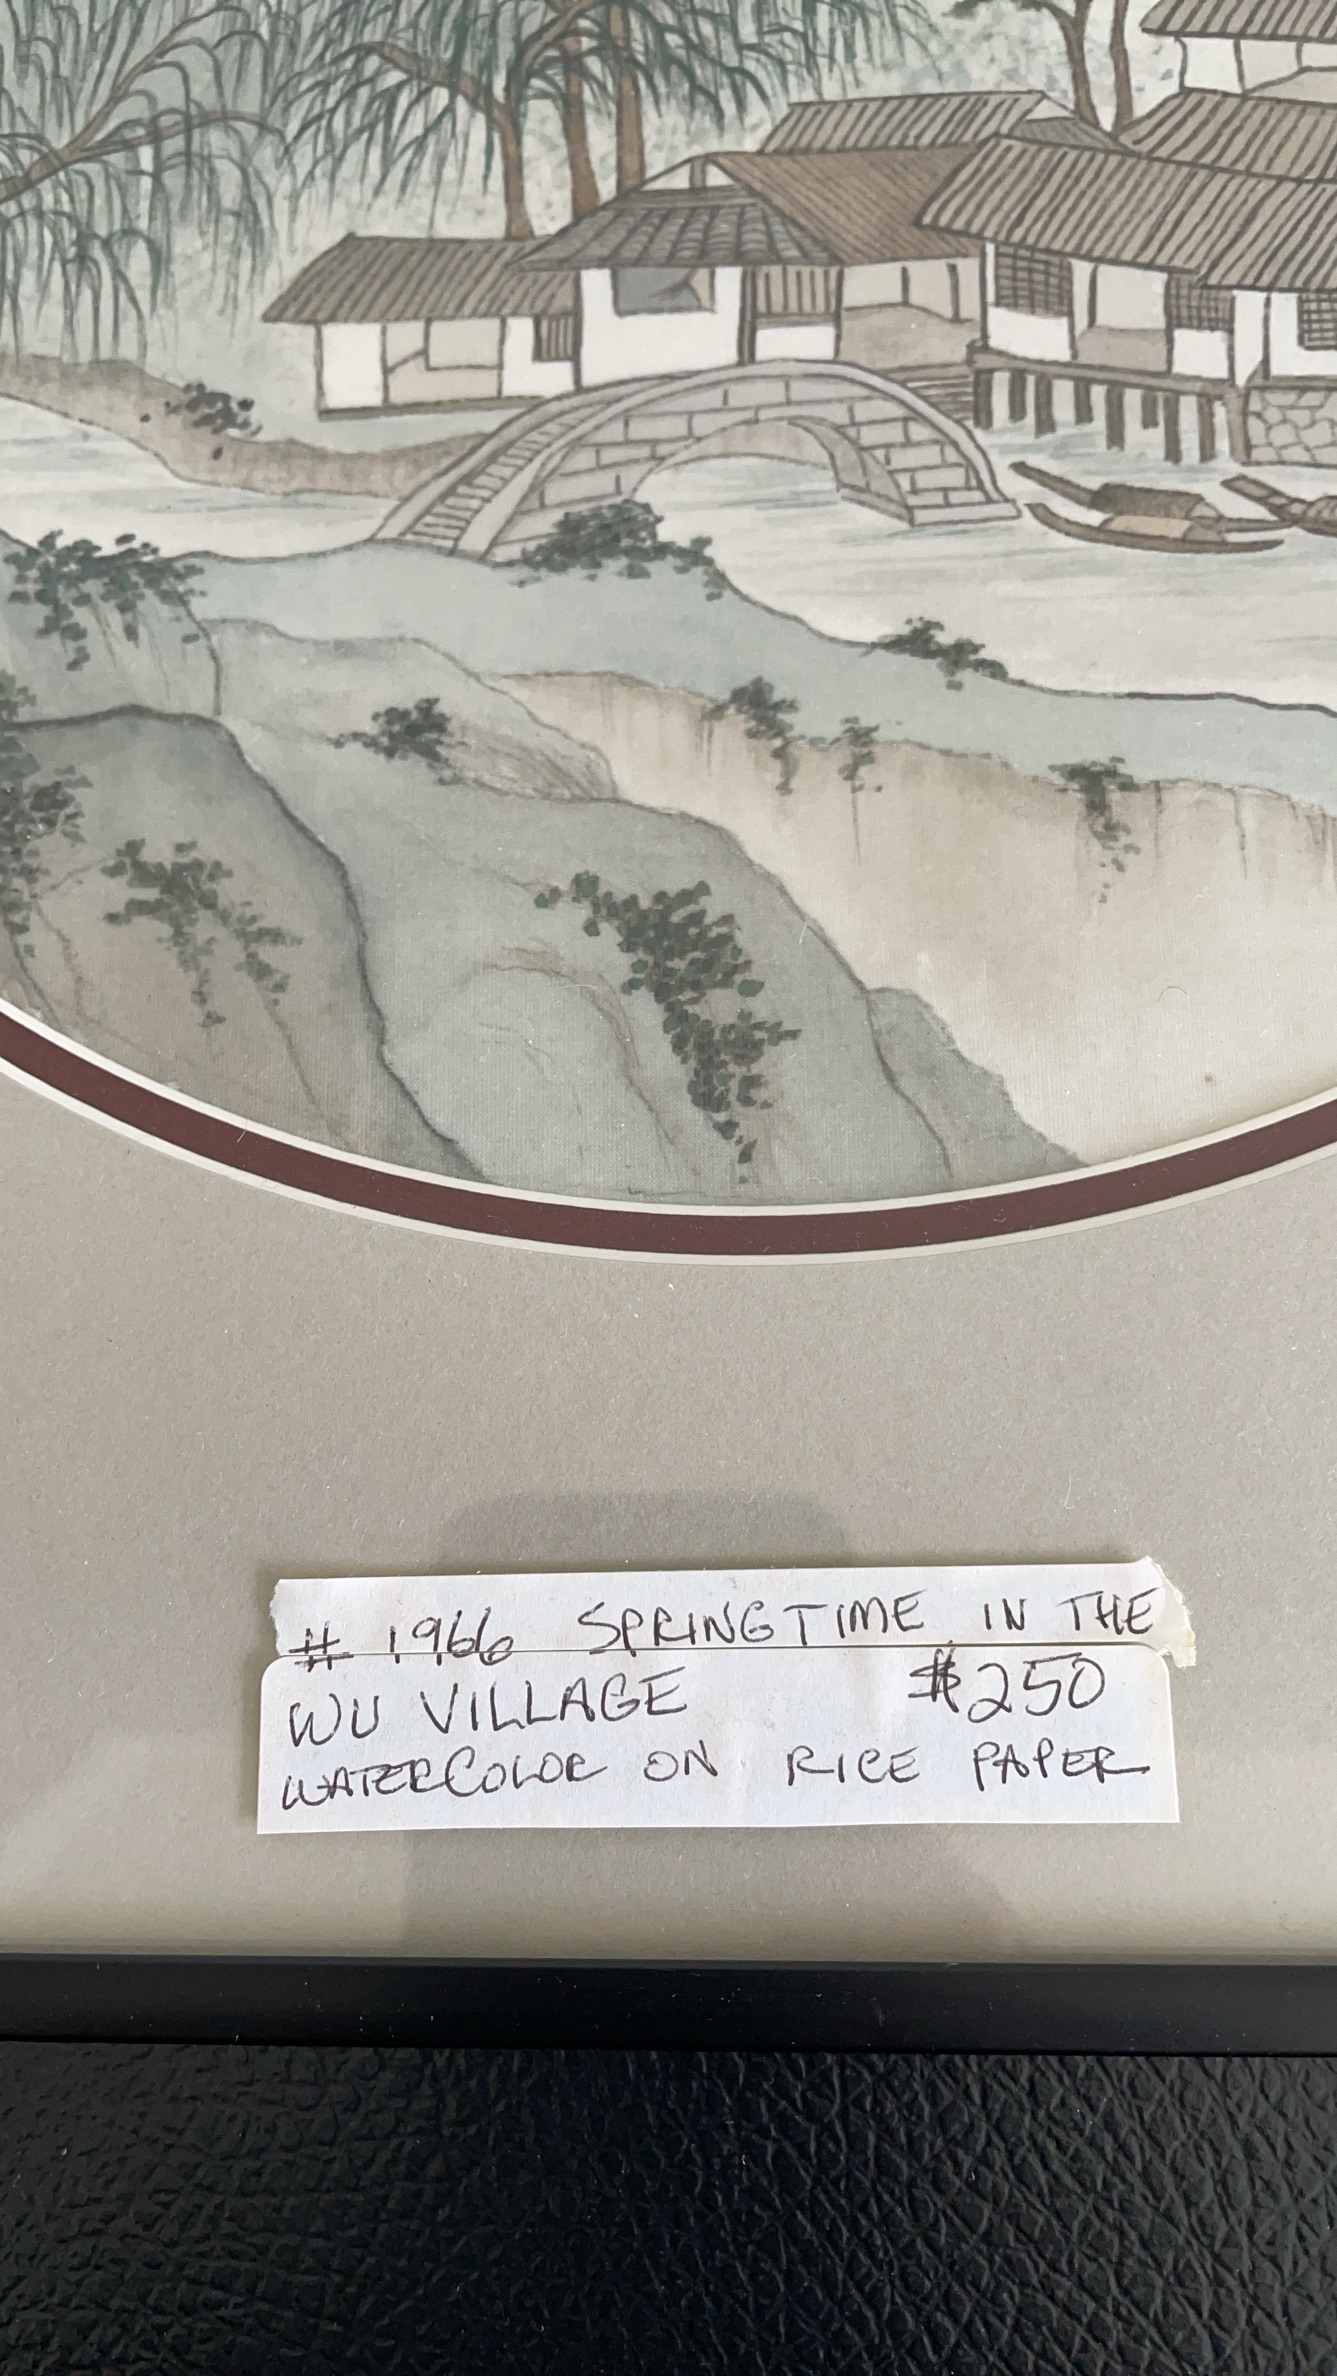 # 1966 SPRINGTIME IN THE
WU VILLAGE $250
WATERCOLOR ON RICE PAPER